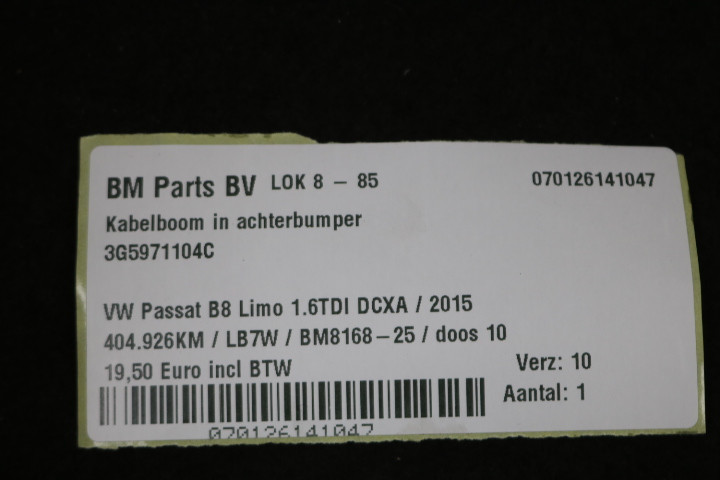 BM Parts BV LOK 8 – 85 070126141047
Kabelboom in achterbumper
3G5971104C
VW Passat B8 Limo 1.6TDI DCXA / 2015
404.926KM / LB7W / BM8168–25 / doos 10
19,50 Euro incl BTW Verz: 10
Aantal: 1
070126141047